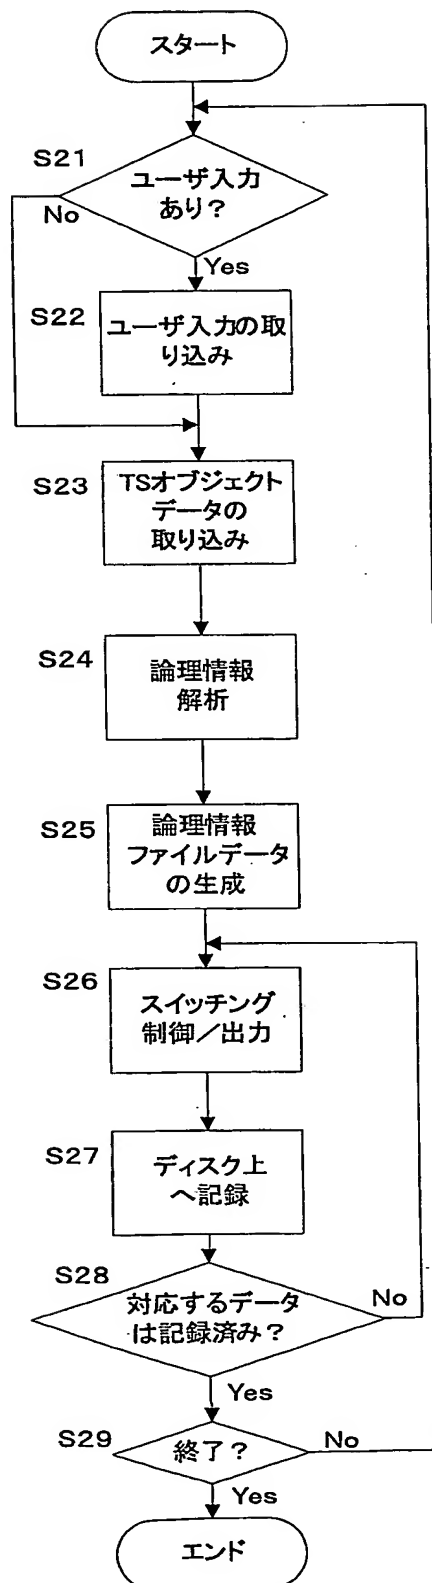 スタート
S21
ユーザ入力
あり？
No
Yes
S22
ユーザ入力の取
り込み
S23
TSオブジェクト
データの
取り込み
S24
論理情報
解析
S25
論理情報
ファイルデータ
の生成
S26
スイッチング
制御／出力
S27
ディスク上
へ記録
S28
対応するデータ
は記録済み？
No
Yes
S29
終了？
No
Yes
エンド